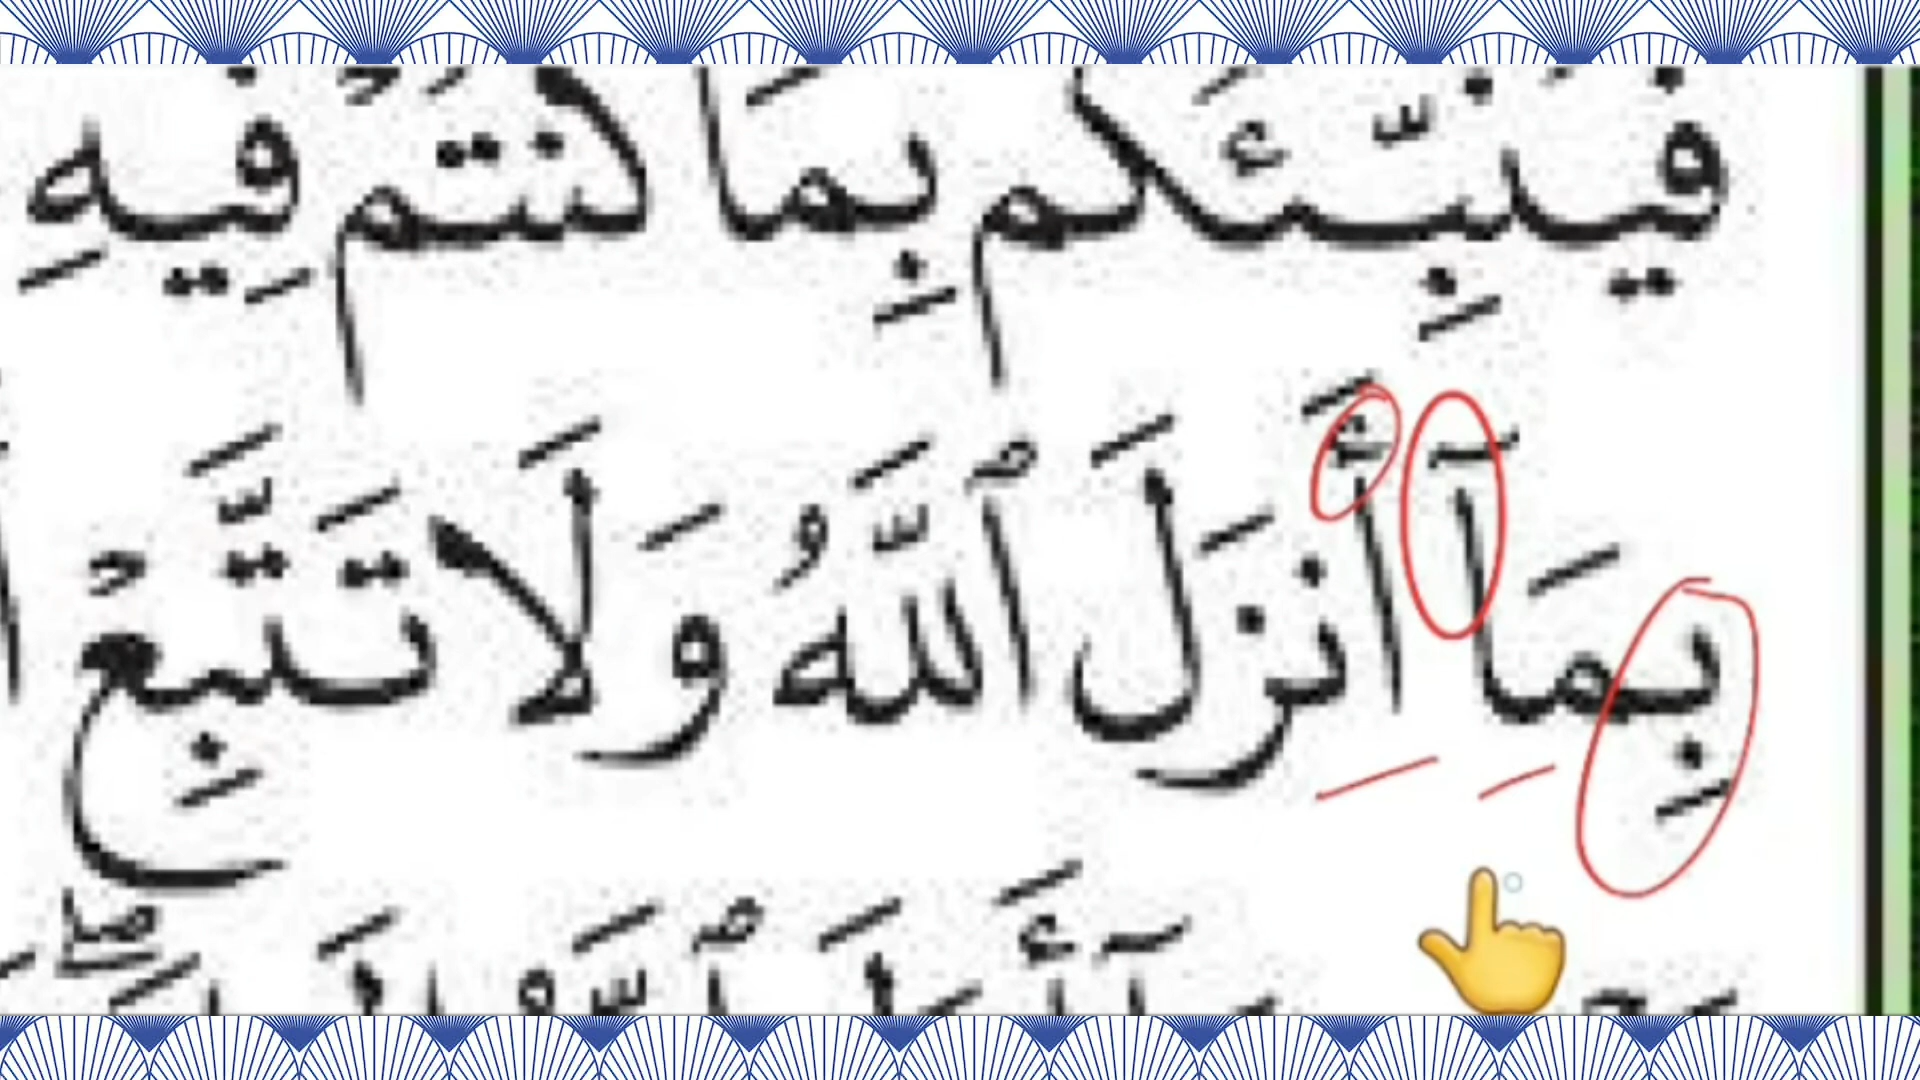 فَيُنَبِّئُكُم بِمَا كُنتُمْ فِيهِ
بِمَآ أَنزَلَ ٱللَّهُ وَلَا تَتَّبِعْ